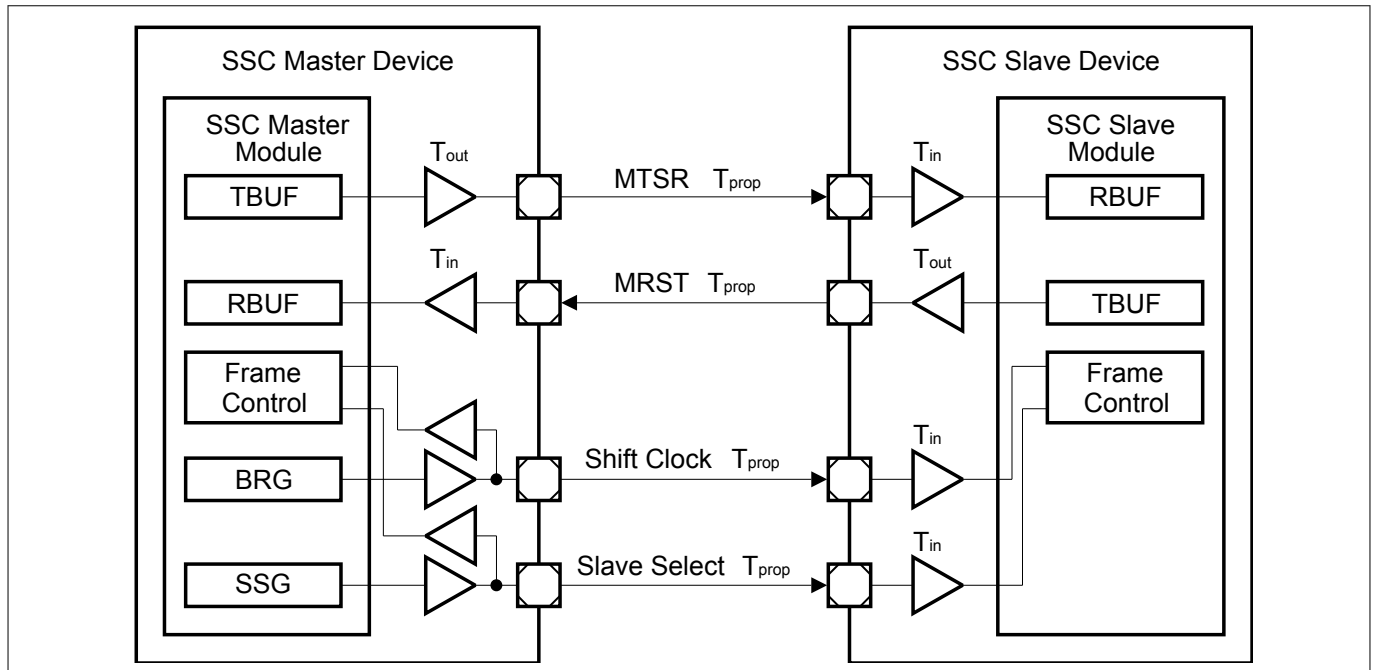 SSC Master Device
SSC Slave Device
SSC Master
Module
SSC Slave
Module
Tout
Tin
TBUF
MTSR Tprop
RBUF
Tin
Tout
RBUF
MRST Tprop
TBUF
Frame
Control
Frame
Control
Tin
BRG
Shift Clock Tprop
Tin
SSG
Slave Select Tprop